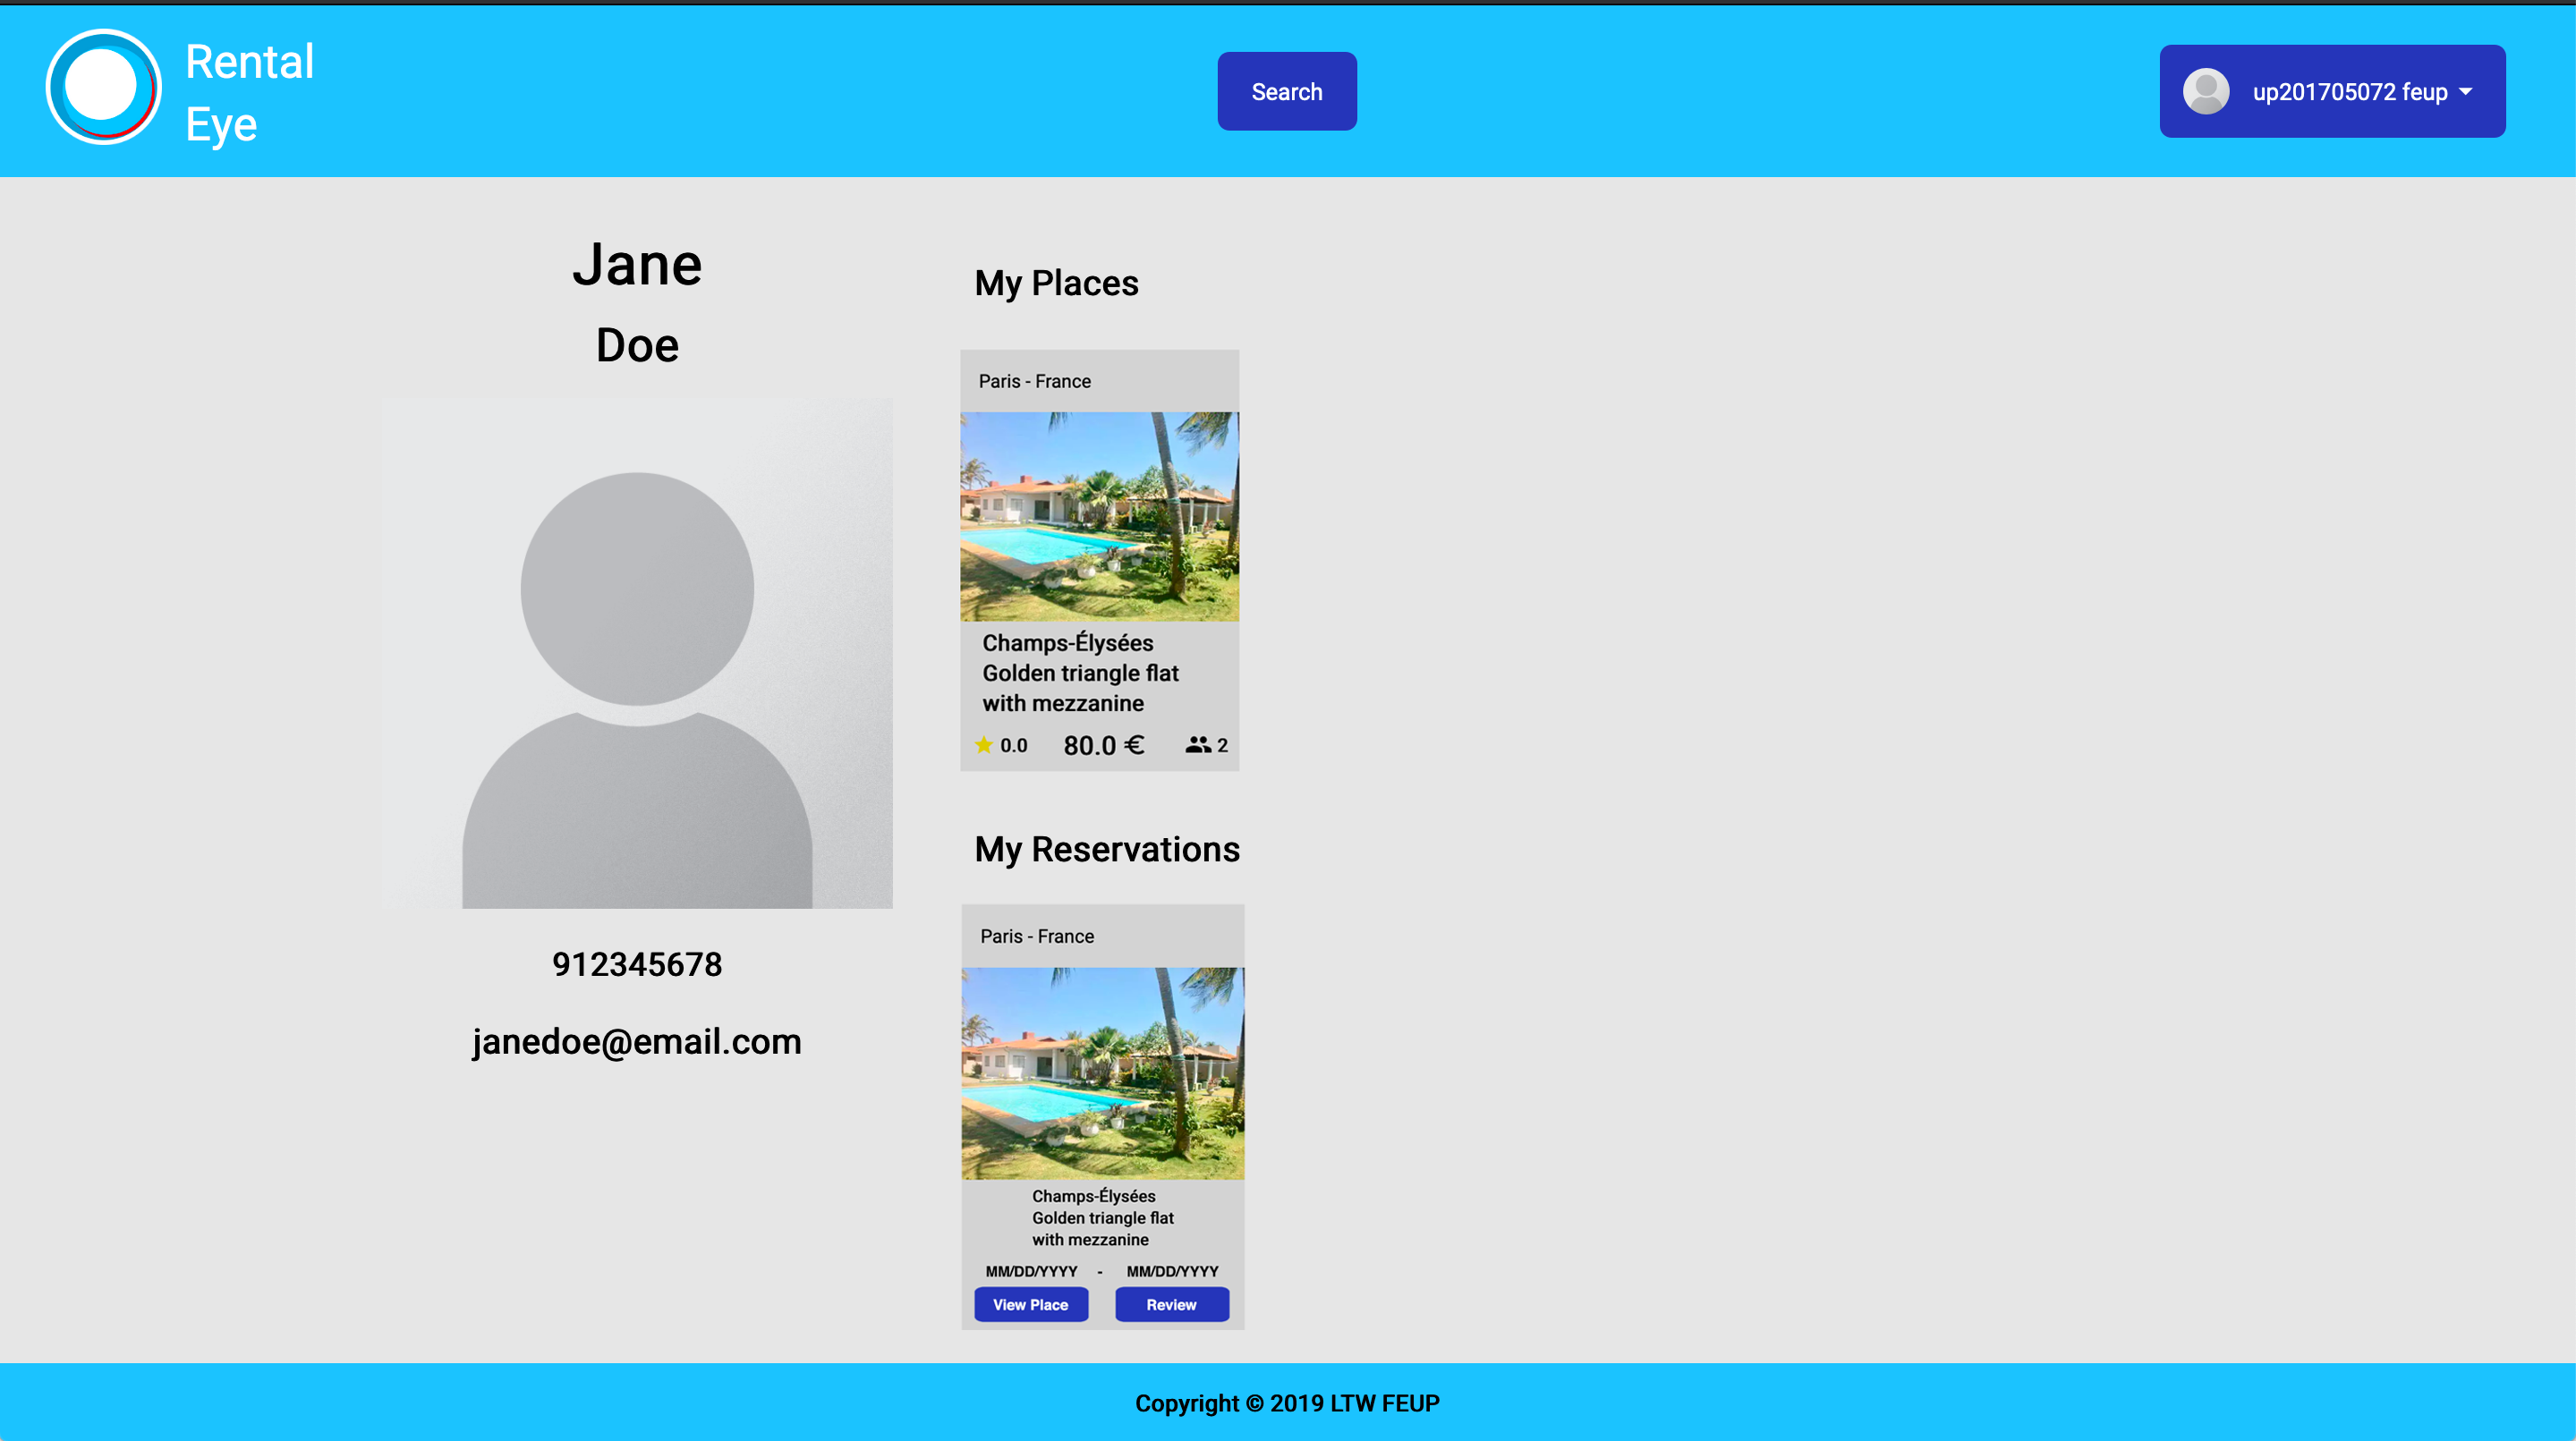 Rental
Eye
Search
up201705072 feup
Jane
Doe
912345678
janedoe@email.com
My Places
Paris - France
Champs-Élysées
Golden triangle flat
with mezzanine
0.0 80.0 € 2
My Reservations
Paris - France
Champs-Élysées
Golden triangle flat
with mezzanine
MM/DD/YYYY - MM/DD/YYYY
View Place Review
Copyright © 2019 LTW FEUP